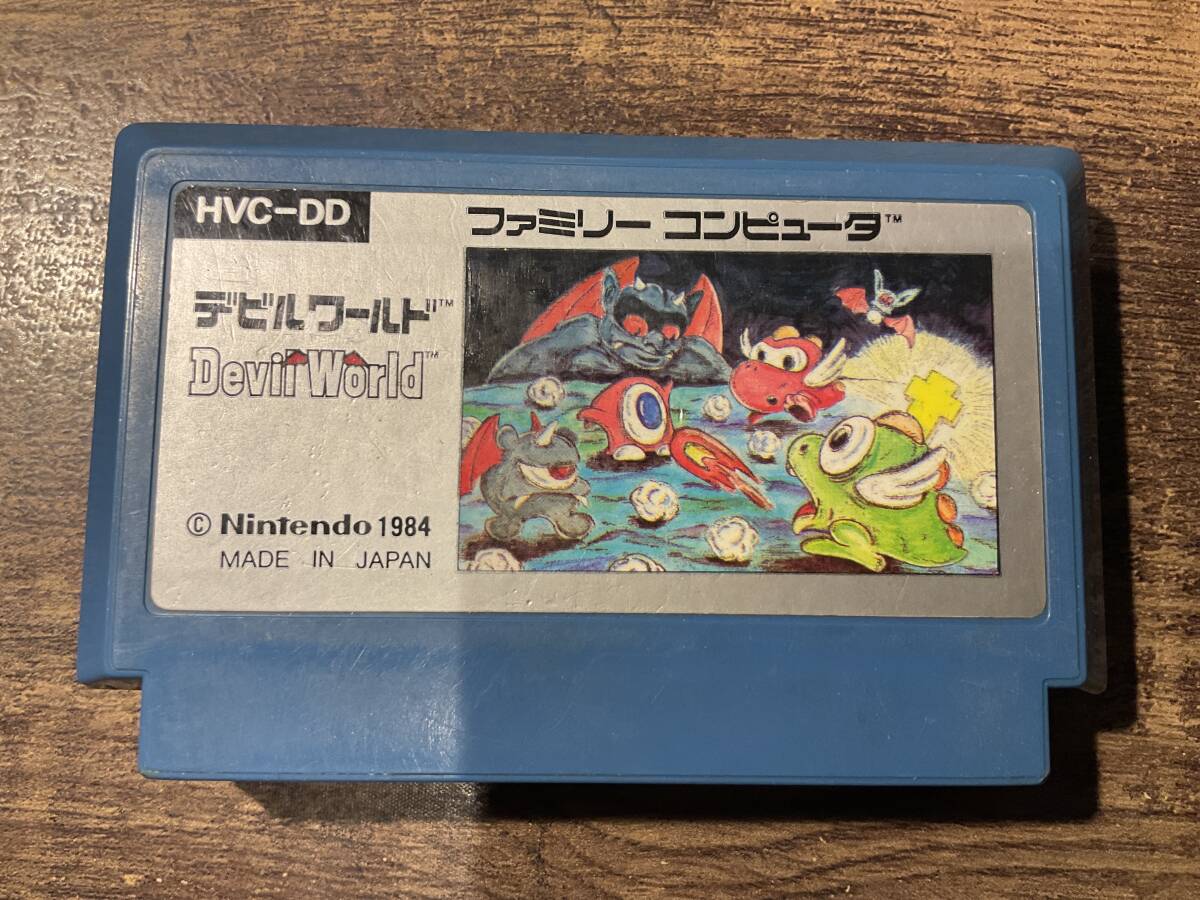 HVC-DD
ファミリー コンピュータ™
デビルワールド™
Devil World™
© Nintendo 1984
MADE IN JAPAN